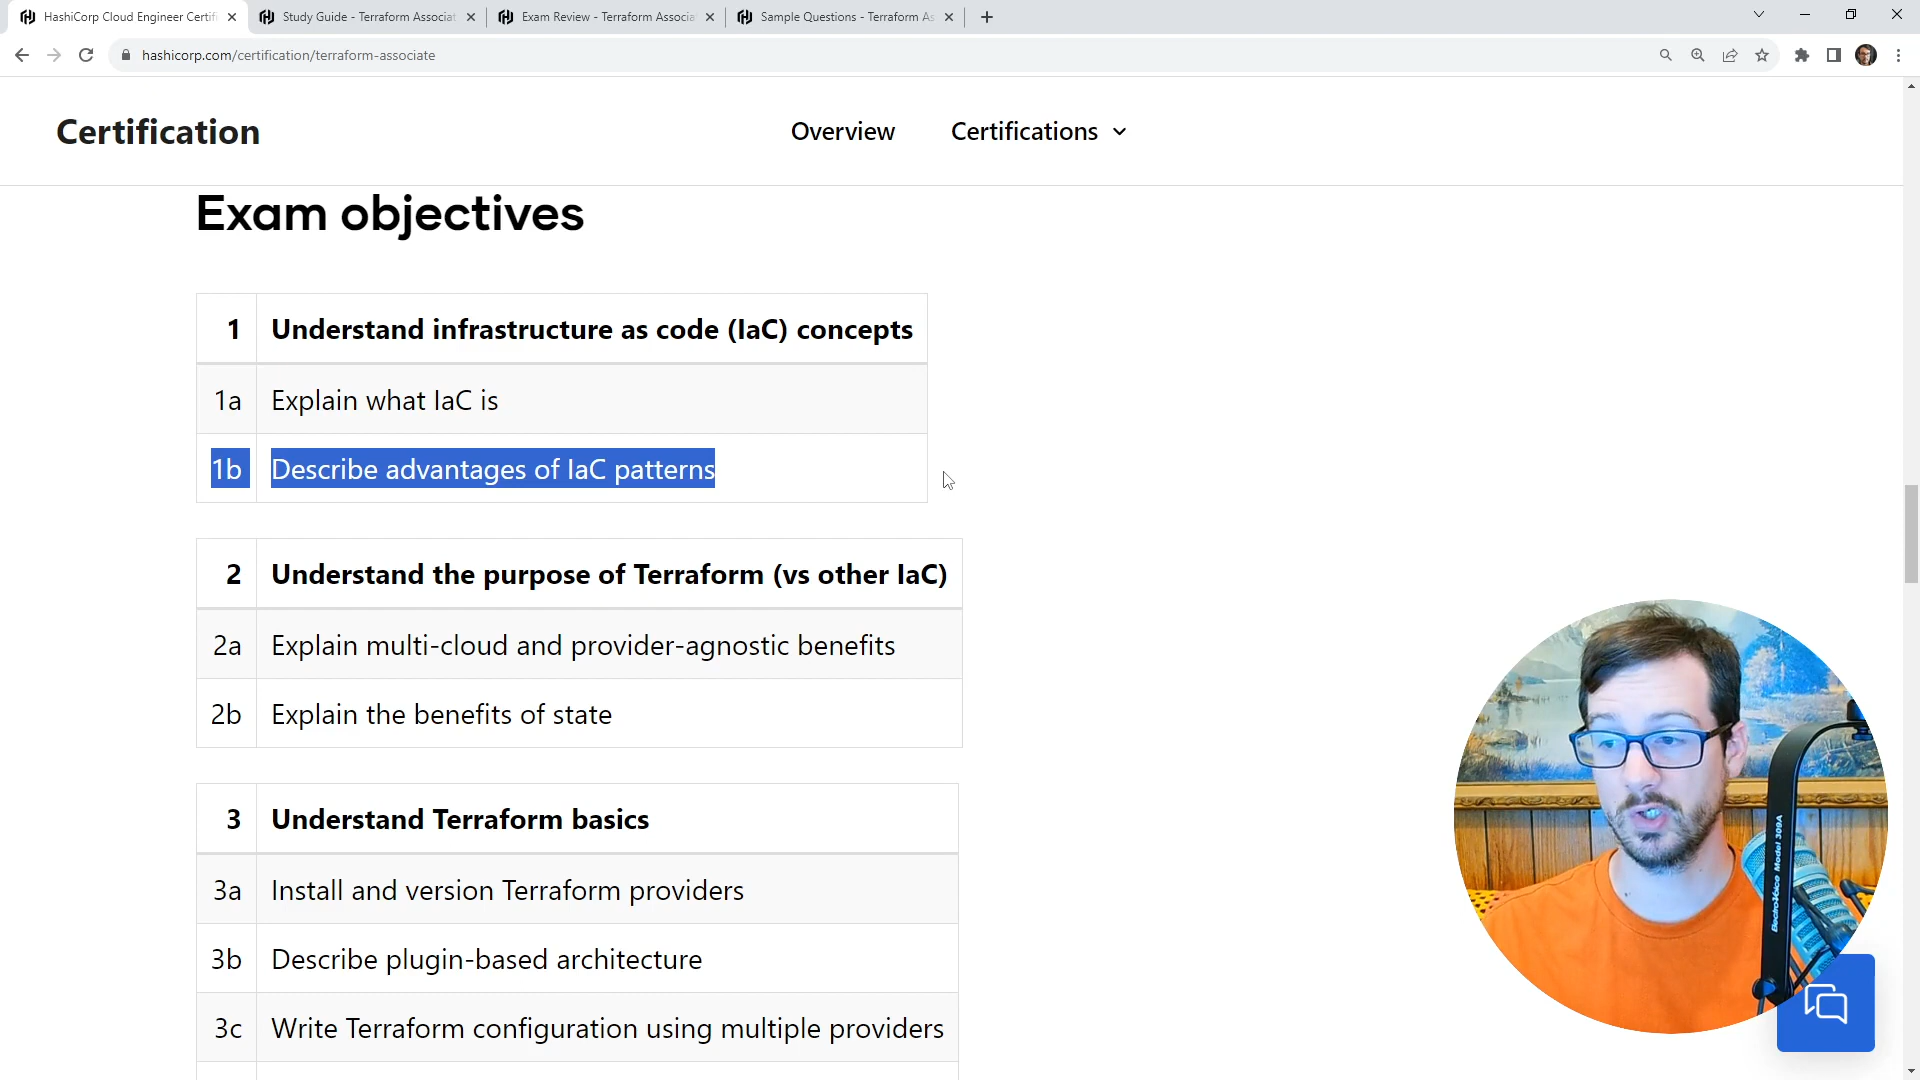 HashiCorp Cloud Engineer Certifi
Study Guide - Terraform Associat
Exam Review - Terraform Associa
Sample Questions - Terraform As
hashicorp.com/certification/terraform-associate
Certification
Overview
Certifications
Exam objectives
1 Understand infrastructure as code (IaC) concepts
1a Explain what IaC is
1b Describe advantages of IaC patterns
2 Understand the purpose of Terraform (vs other IaC)
2a Explain multi-cloud and provider-agnostic benefits
2b Explain the benefits of state
3 Understand Terraform basics
3a Install and version Terraform providers
3b Describe plugin-based architecture
3c Write Terraform configuration using multiple providers
ElectroVoice Model 309A